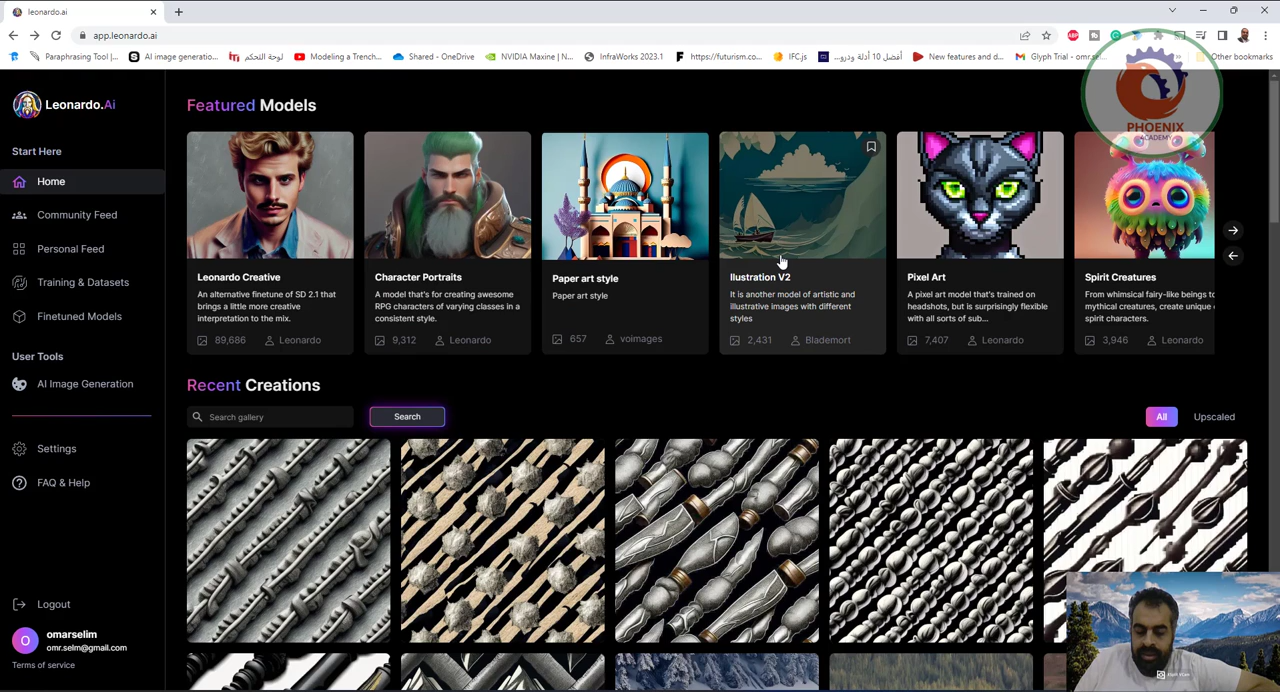 leonardo.ai
app.leonardo.ai
Paraphrasing Tool |...
AI image generatio...
لوحة التحكم
Modeling a Trench...
Shared - OneDrive
NVIDIA Maxine | N...
InfraWorks 2023.1
https://futurism.co...
IFC.js
أفضل 10 أدلة ودرو...
New features and d...
Glyph Trial - omr.se...
Other bookmarks
PHOENIX
ACADEMY
Leonardo.Ai
Start Here
Home
Community Feed
Personal Feed
Training & Datasets
Finetuned Models
User Tools
AI Image Generation
Settings
FAQ & Help
Logout
O
omarselim
omr.selm@gmail.com
Terms of service
Featured Models
Leonardo Creative
An alternative finetune of SD 2.1 that
brings a little more creative
interpretation to the mix.
89,686 Leonardo
Character Portraits
A model that's for creating awesome
RPG characters of varying classes in a
consistent style.
9,312 Leonardo
Paper art style
Paper art style
657 voimages
Ilustration V2
It is another model of artistic and
illustrative images with different
styles
2,431 Blademort
Pixel Art
A pixel art model that's trained on
headshots, but is surprisingly flexible
with all sorts of sub...
7,407 Leonardo
Spirit Creatures
From whimsical fairy-like beings to
mythical creatures, create unique
spirit characters.
3,946 Leonardo
Recent Creations
Search gallery
Search
All
Upscaled